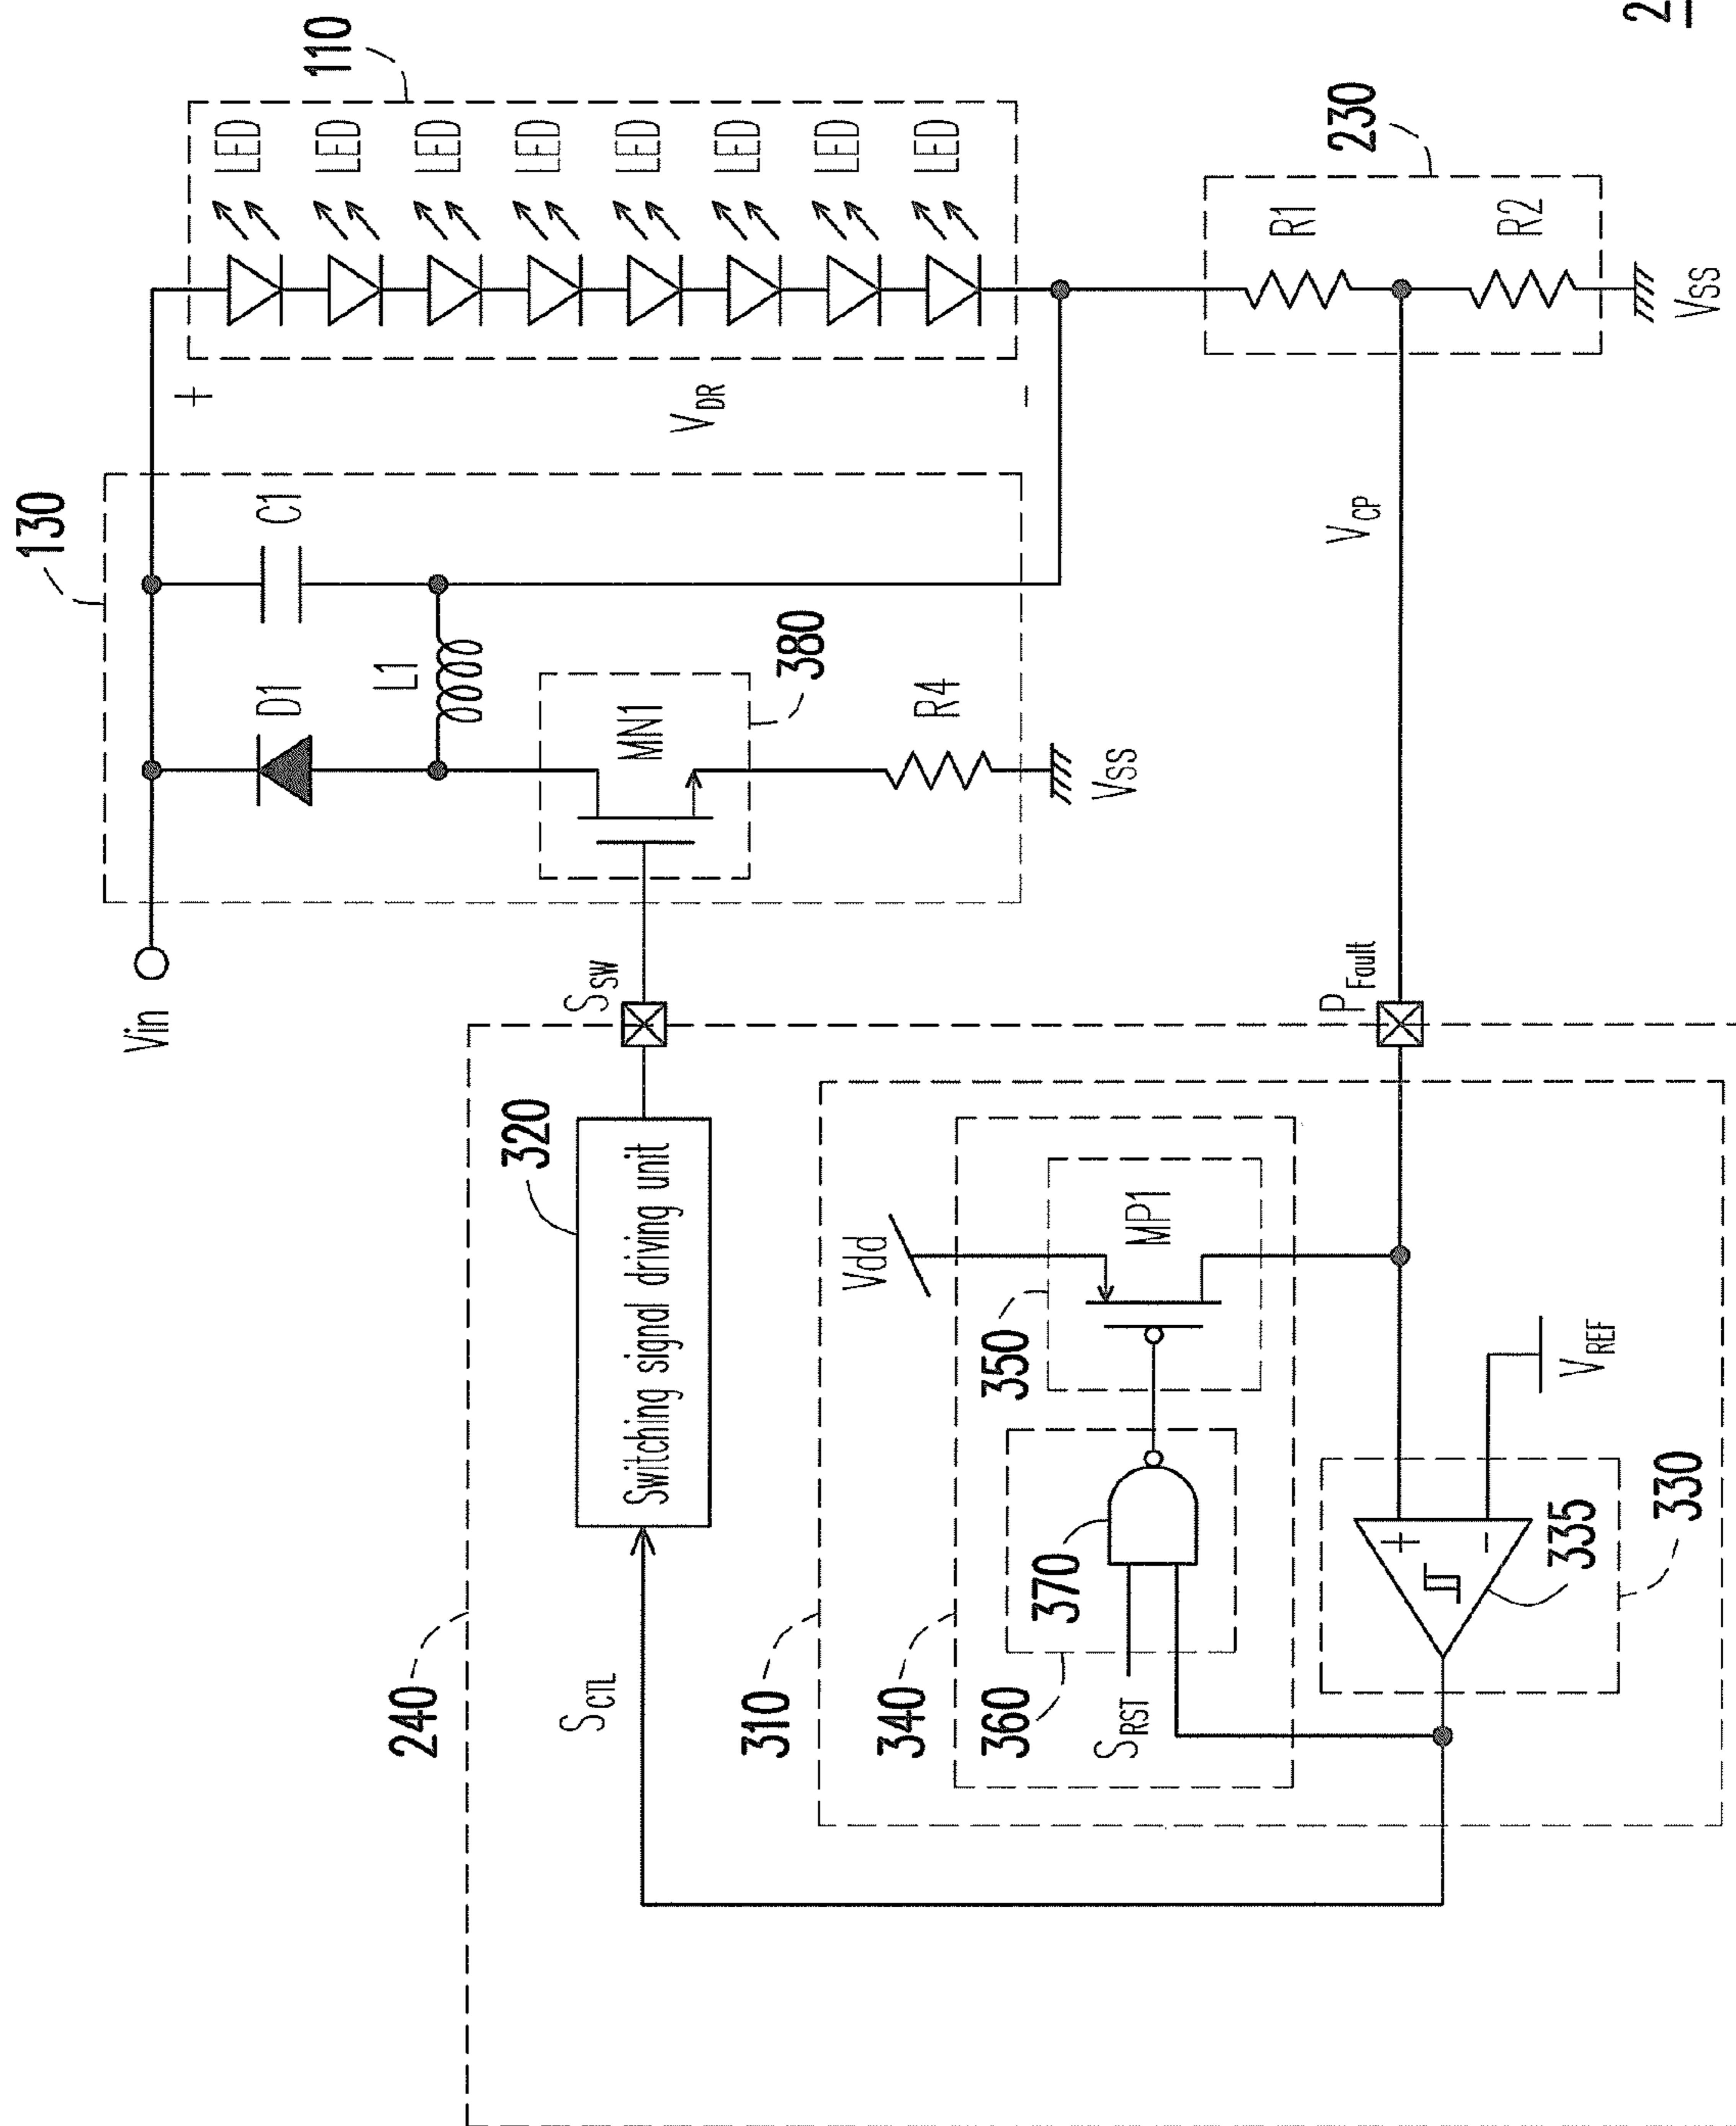 130
110
Vin
D1
C1
L1
MN1
380
R4
VSS
+
VDR
-
LED
LED
LED
LED
LED
LED
LED
LED
230
R1
R2
VSS
VCP
240
SCTL
320
Switching signal driving unit
SSW
310
340
Vdd
350
MP1
360
370
SRST
PFault
330
335
+
-
VREF
2